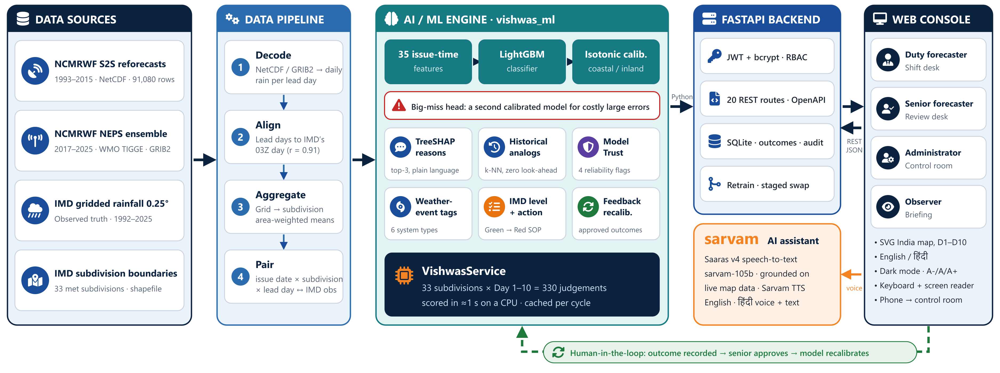 DATA SOURCES
NCMRWF S2S reforecasts
1993–2015 · NetCDF · 91,080 rows
NCMRWF NEPS ensemble
2017–2025 · WMO TIGGE · GRIB2
IMD gridded rainfall 0.25°
Observed truth · 1992–2025
IMD subdivision boundaries
33 met subdivisions · shapefile
DATA PIPELINE
1
Decode
NetCDF / GRIB2 → daily
rain per lead day
2
Align
Lead days to IMD’s
03Z day (r = 0.91)
3
Aggregate
Grid → subdivision
area-weighted means
4
Pair
issue date × subdivision
× lead day ↔ IMD obs
AI / ML ENGINE · vishwas_ml
35 issue-time
features
LightGBM
classifier
Isotonic calib.
coastal / inland
Big-miss head: a second calibrated model for costly large errors
TreeSHAP
reasons
top-3, plain language
Historical
analogs
k-NN, zero look-ahead
Model
Trust
4 reliability flags
Weather-
event tags
6 system types
IMD level
+ action
Green → Red SOP
Feedback
recalib.
approved outcomes
VishwasService
33 subdivisions × Day 1–10 = 330 judgements
scored in ≈1 s on a CPU · cached per cycle
Python
FASTAPI BACKEND
JWT + bcrypt · RBAC
20 REST routes · OpenAPI
SQLite · outcomes · audit
Retrain · staged swap
REST
JSON
sarvam AI assistant
Saaras v4 speech-to-text
sarvam-105b · grounded on
live map data · Sarvam TTS
English · हिंदी voice + text
voice
WEB CONSOLE
Duty forecaster
Shift desk
Senior forecaster
Review desk
Administrator
Control room
Observer
Briefing
• SVG India map, D1–D10
• English / हिंदी
• Dark mode · A-/A/A+
• Keyboard + screen reader
• Phone → control room
Human-in-the-loop: outcome recorded → senior approves → model recalibrates